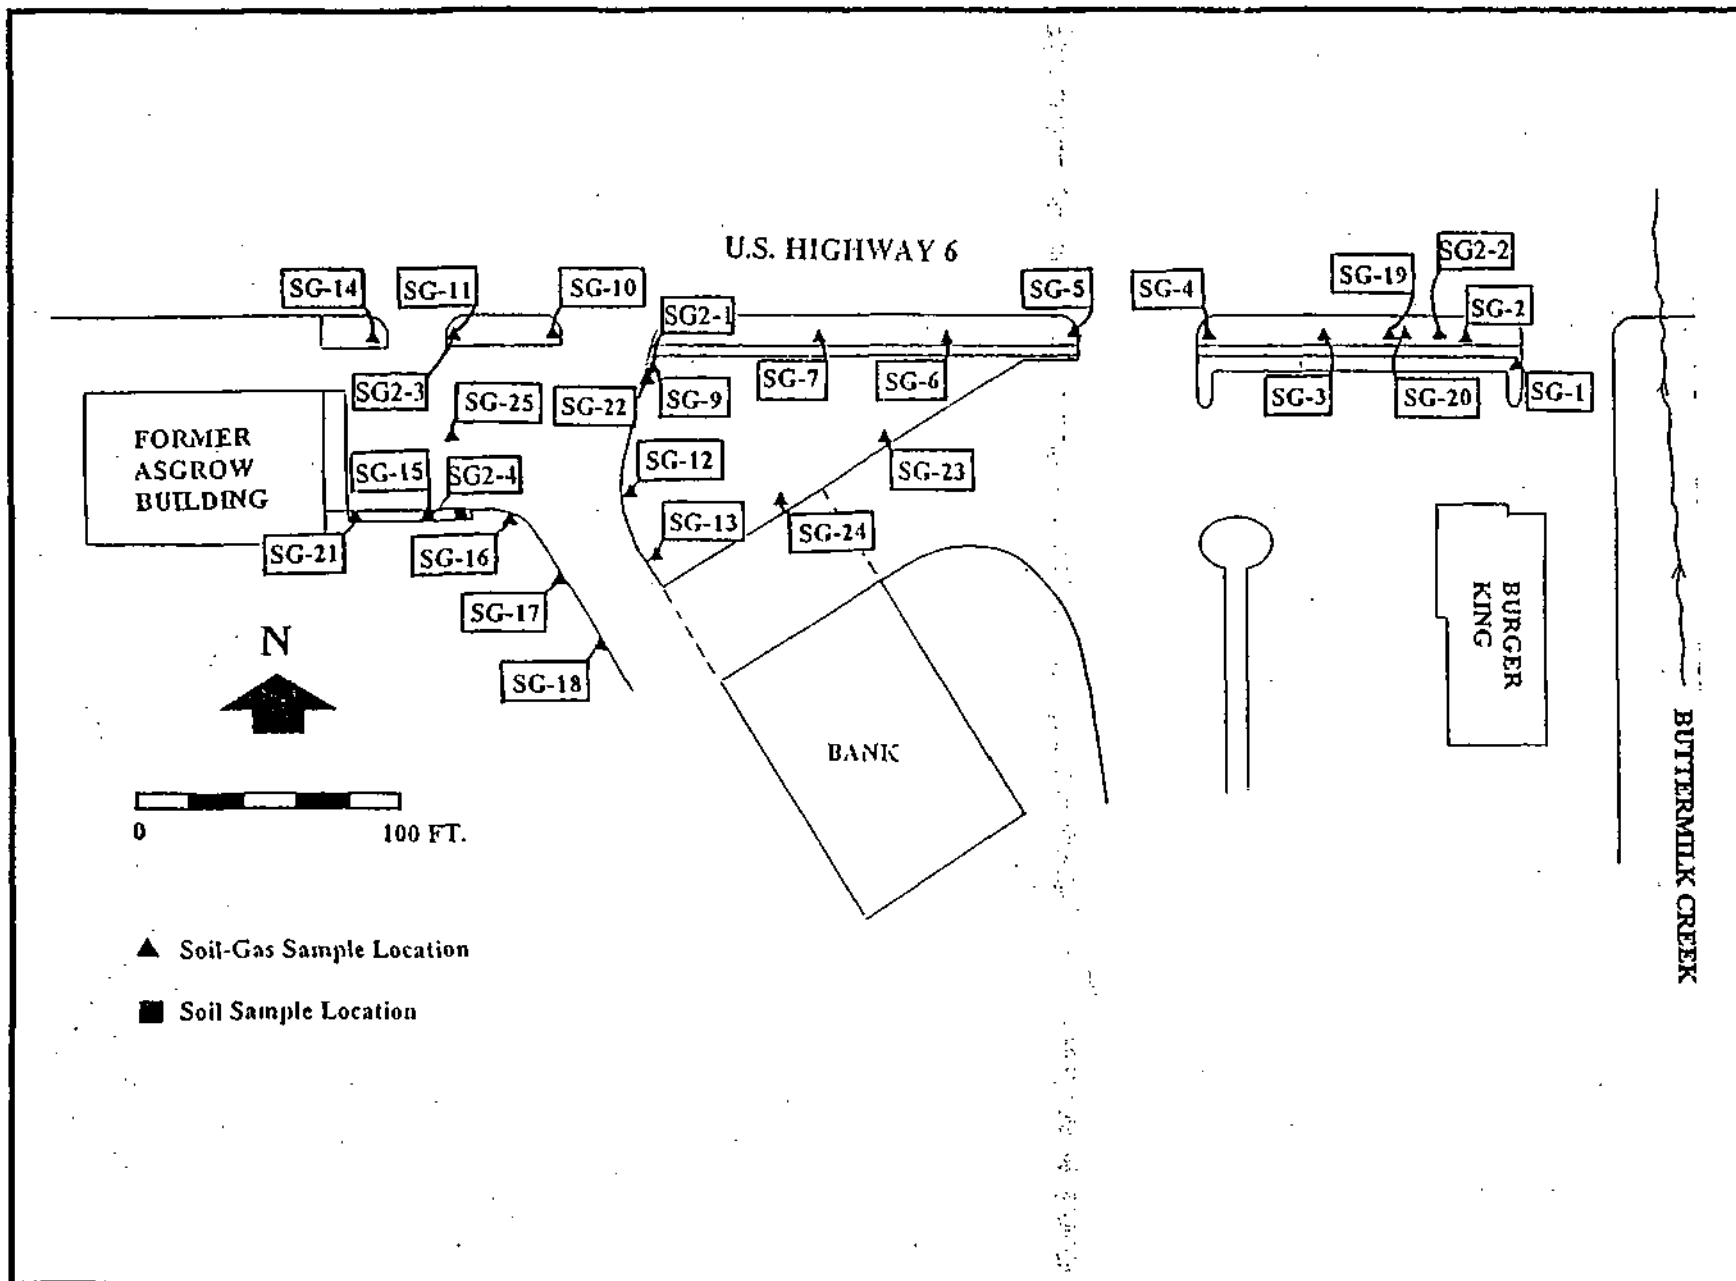 U.S. HIGHWAY 6
SG-14
SG-11
SG-10
SG2-1
SG-5
SG-4
SG-19
SG2-2
SG-2
SG2-3
SG-25
SG-22
SG-9
SG-7
SG-6
SG-3
SG-20
SG-1
FORMER
ASGROW
BUILDING
SG-15
SG2-4
SG-12
SG-23
SG-13
SG-24
SG-21
SG-16
SG-17
SG-18
N
BANK
BURGER
KING
BUTTERMILK CREEK
0
100 FT.
Soil-Gas Sample Location
Soil Sample Location